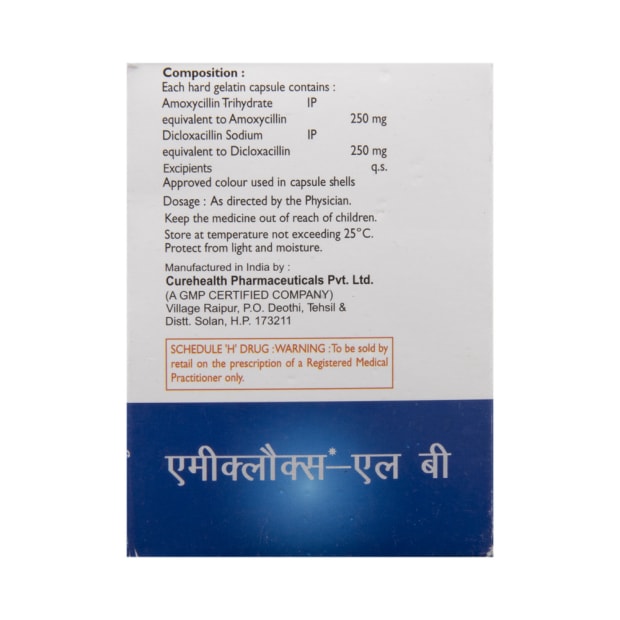 Composition :
Each hard gelatin capsule contains :
Amoxycillin Trihydrate IP
equivalent to Amoxycillin 250 mg
Dicloxacillin Sodium IP
equivalent to Dicloxacillin 250 mg
Excipients q.s.
Approved colour used in capsule shells
Dosage : As directed by the Physician.
Keep the medicine out of reach of children.
Store at temperature not exceeding 25°C.
Protect from light and moisture.
Manufactured in India by :
Curehealth Pharmaceuticals Pvt. Ltd.
(A GMP CERTIFIED COMPANY)
Village Raipur, P.O. Deothi, Tehsil &
Distt. Solan, H.P. 173211
SCHEDULE 'H' DRUG :WARNING :To be sold by
retail on the prescription of a Registered Medical
Practitioner only.
एमीक्लौक्स*–एल बी